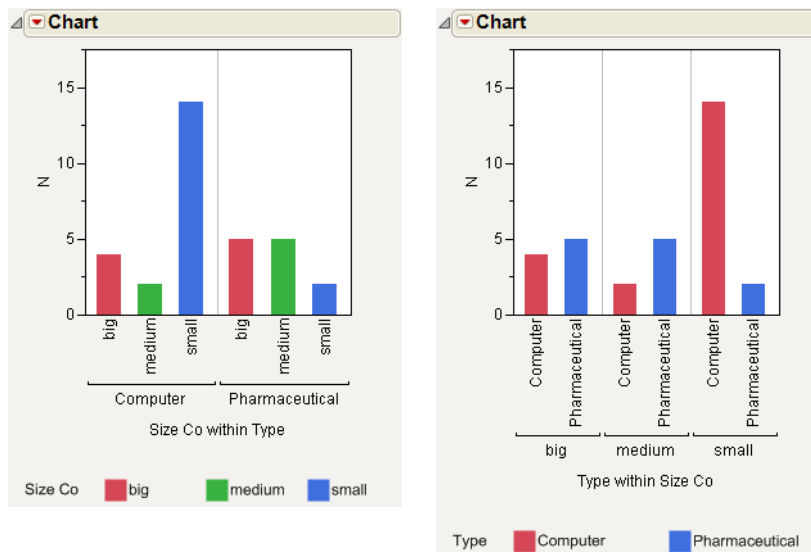 Chart
15
10
5
0
N
big
medium
small
big
medium
small
Computer
Pharmaceutical
Size Co within Type
Size Co big medium small
Chart
15
10
5
0
N
Computer
Pharmaceutical
Computer
Pharmaceutical
Computer
Pharmaceutical
big
medium
small
Type within Size Co
Type Computer Pharmaceutical